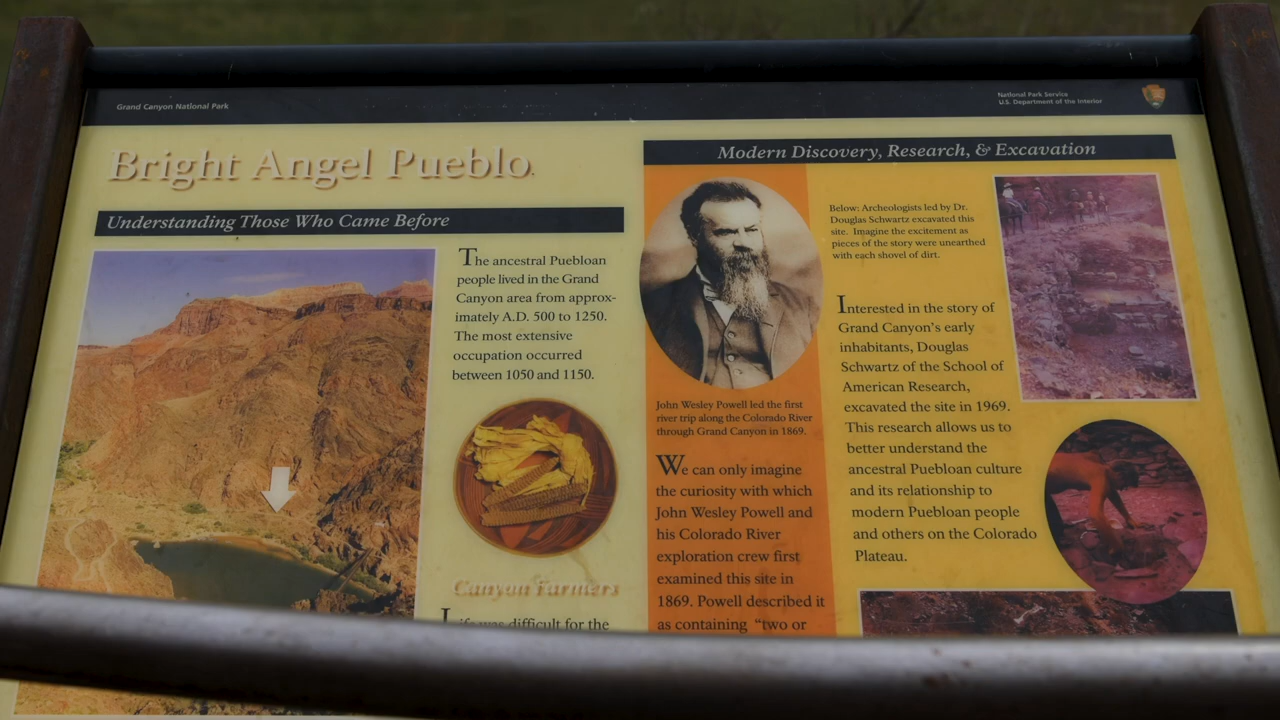 Grand Canyon National Park
National Park Service
U.S. Department of the Interior
Bright Angel Pueblo
Understanding Those Who Came Before
The ancestral Puebloan
people lived in the Grand
Canyon area from approx-
imately A.D. 500 to 1250.
The most extensive
occupation occurred
between 1050 and 1150.
Canyon Farmers
Life was difficult for the
Modern Discovery, Research, & Excavation
John Wesley Powell led the first
river trip along the Colorado River
through Grand Canyon in 1869.
We can only imagine
the curiosity with which
John Wesley Powell and
his Colorado River
exploration crew first
examined this site in
1869. Powell described it
as containing "two or
Below: Archeologists led by Dr.
Douglas Schwartz excavated this
site. Imagine the excitement as
pieces of the story were unearthed
with each shovel of dirt.
Interested in the story of
Grand Canyon's early
inhabitants, Douglas
Schwartz of the School of
American Research,
excavated the site in 1969.
This research allows us to
better understand the
ancestral Puebloan culture
and its relationship to
modern Puebloan people
and others on the Colorado
Plateau.